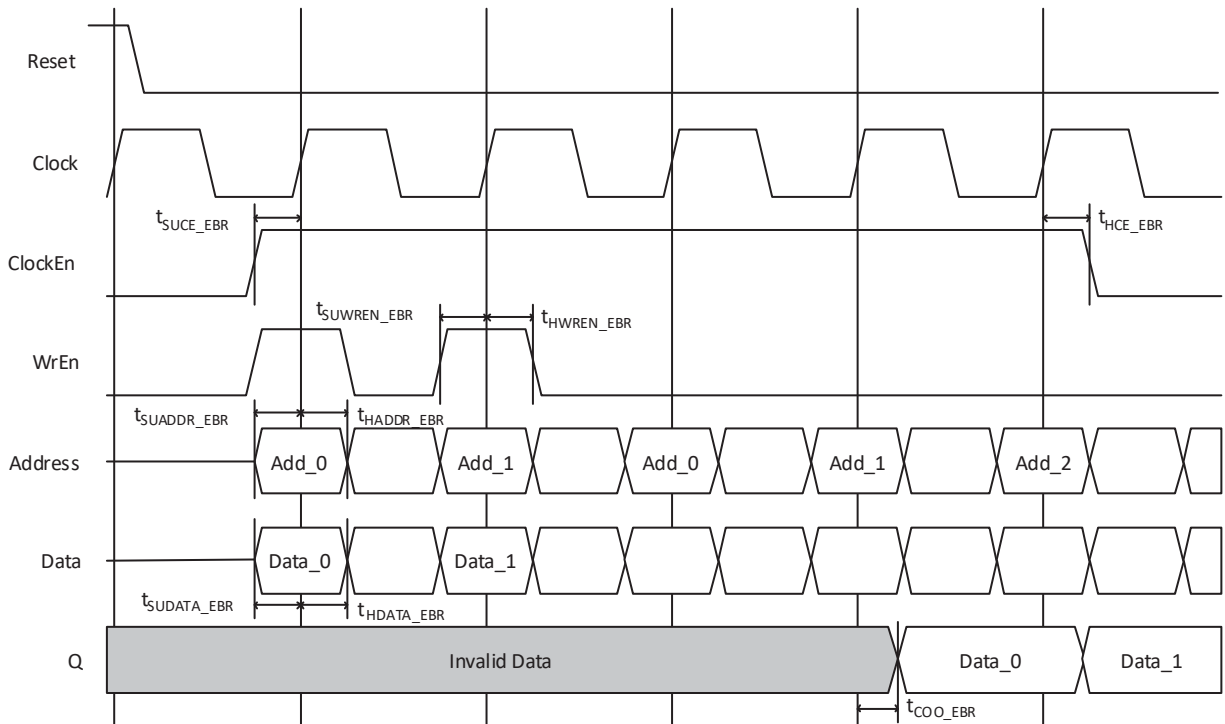 Reset
Clock
tSUCE_EBR
tHCE_EBR
ClockEn
tSUWREN_EBR
tHWREN_EBR
WrEn
tSUADDR_EBR
tHADDR_EBR
Address
Add_0
Add_1
Add_0
Add_1
Add_2
Data
Data_0
Data_1
tSUDATA_EBR
tHDATA_EBR
Q
Invalid Data
Data_0
Data_1
tCOO_EBR